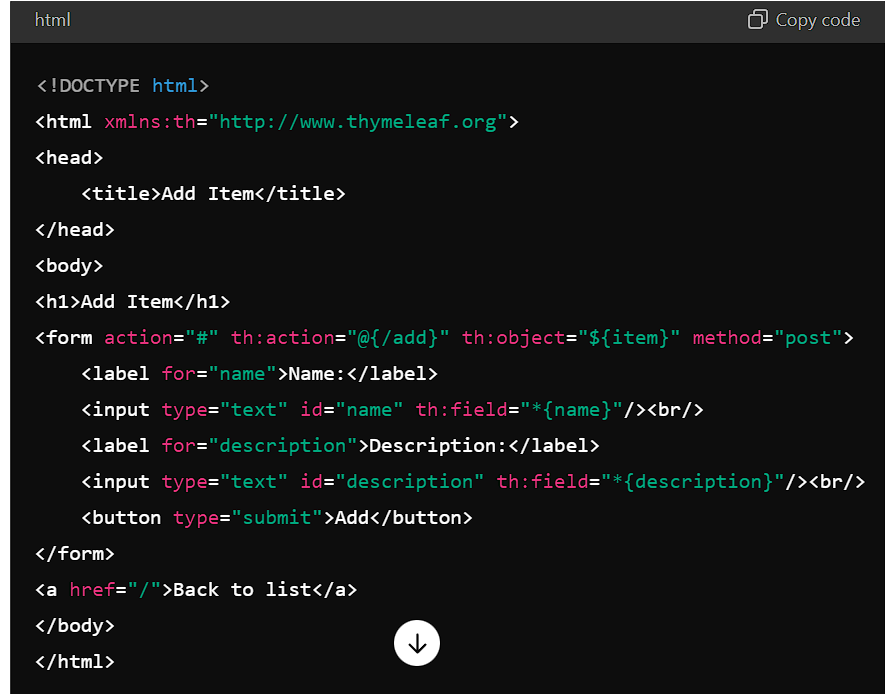 html
Copy code
<!DOCTYPE html>
<html xmlns:th="http://www.thymeleaf.org">
<head>
    <title>Add Item</title>
</head>
<body>
<h1>Add Item</h1>
<form action="#" th:action="@{/add}" th:object="${item}" method="post">
    <label for="name">Name:</label>
    <input type="text" id="name" th:field="*{name}"/><br/>
    <label for="description">Description:</label>
    <input type="text" id="description" th:field="*{description}"/><br/>
    <button type="submit">Add</button>
</form>
<a href="/">Back to list</a>
</body>
</html>